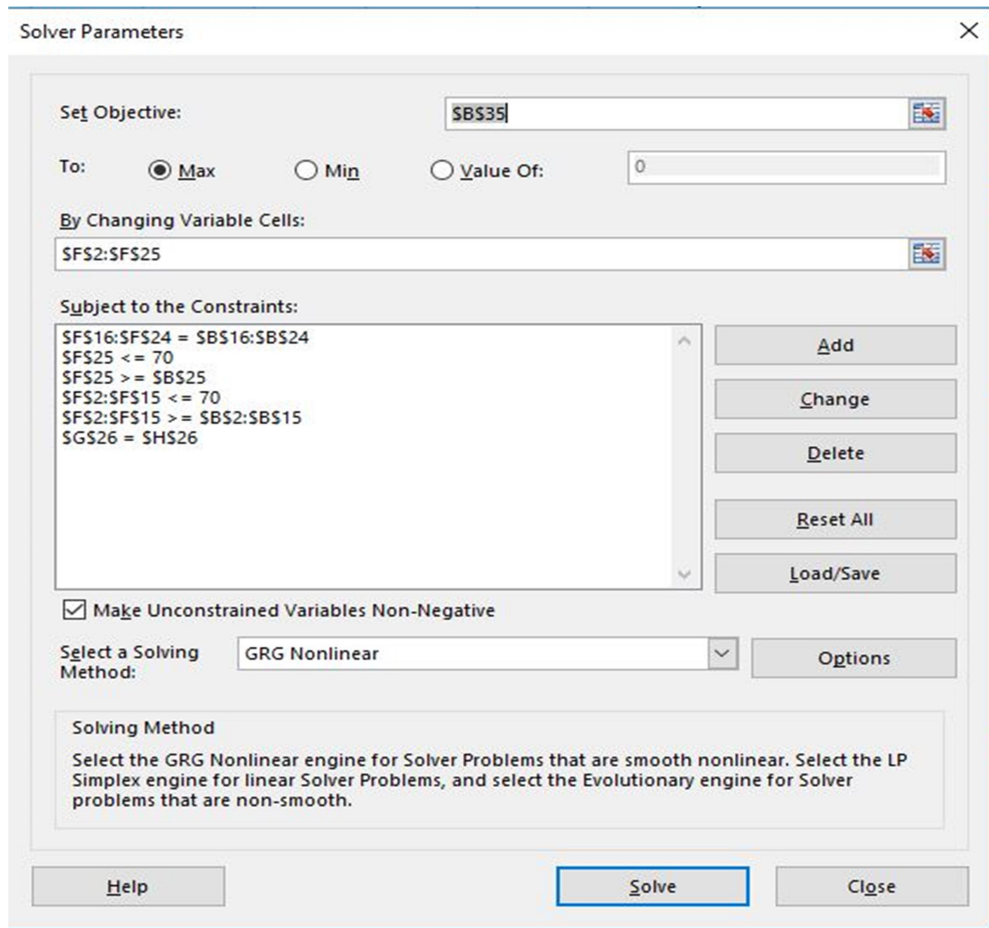 Solver Parameters
Set Objective:
$B$35
To:
Max
Min
Value Of:
0
By Changing Variable Cells:
$F$2:$F$25
Subject to the Constraints:
$F$16:$F$24 = $B$16:$B$24
$F$25 <= 70
$F$25 >= $B$25
$F$2:$F$15 <= 70
$F$2:$F$15 >= $B$2:$B$15
$G$26 = $H$26
Add
Change
Delete
Reset All
Load/Save
Make Unconstrained Variables Non-Negative
Select a Solving
Method:
GRG Nonlinear
Options
Solving Method
Select the GRG Nonlinear engine for Solver Problems that are smooth nonlinear. Select the LP
Simplex engine for linear Solver Problems, and select the Evolutionary engine for Solver
problems that are non-smooth.
Help
Solve
Close